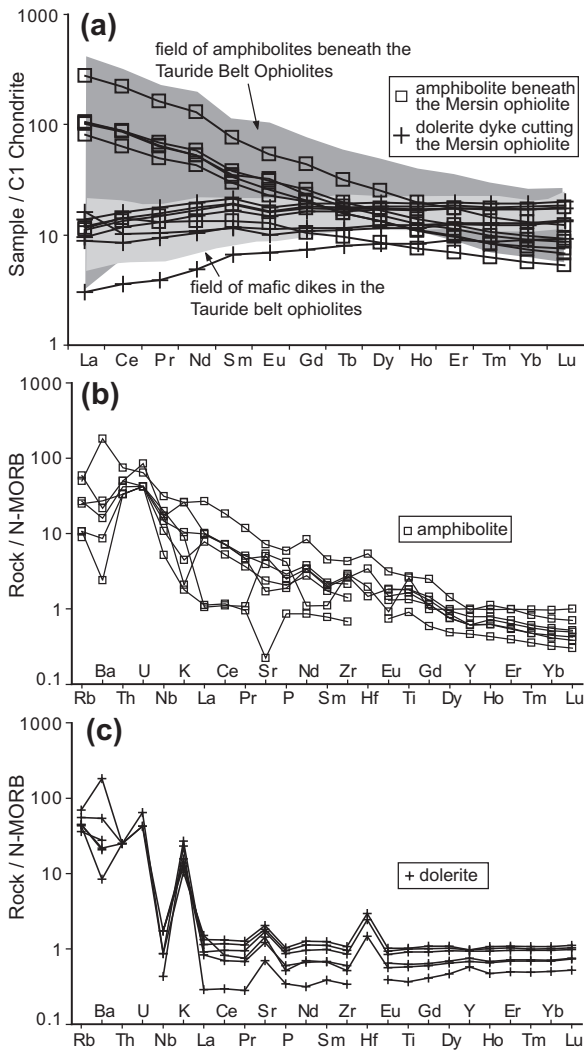 (a)
1000
100
10
1
Sample / C1 Chondrite
field of amphibolites beneath the
Tauride Belt Ophiolites
amphibolite beneath
the Mersin ophiolite
dolerite dyke cutting
the Mersin ophiolite
field of mafic dikes in the
Tauride belt ophiolites
La Ce Pr Nd Sm Eu Gd Tb Dy Ho Er Tm Yb Lu
(b)
1000
100
10
1
0.1
Rock / N-MORB
amphibolite
Ba U K Ce Sr Nd Zr Eu Gd Y Er Yb
Rb Th Nb La Pr P Sm Hf Ti Dy Ho Tm Lu
(c)
1000
100
10
1
0.1
Rock / N-MORB
dolerite
Ba U K Ce Sr Nd Zr Eu Gd Y Er Yb
Rb Th Nb La Pr P Sm Hf Ti Dy Ho Tm Lu